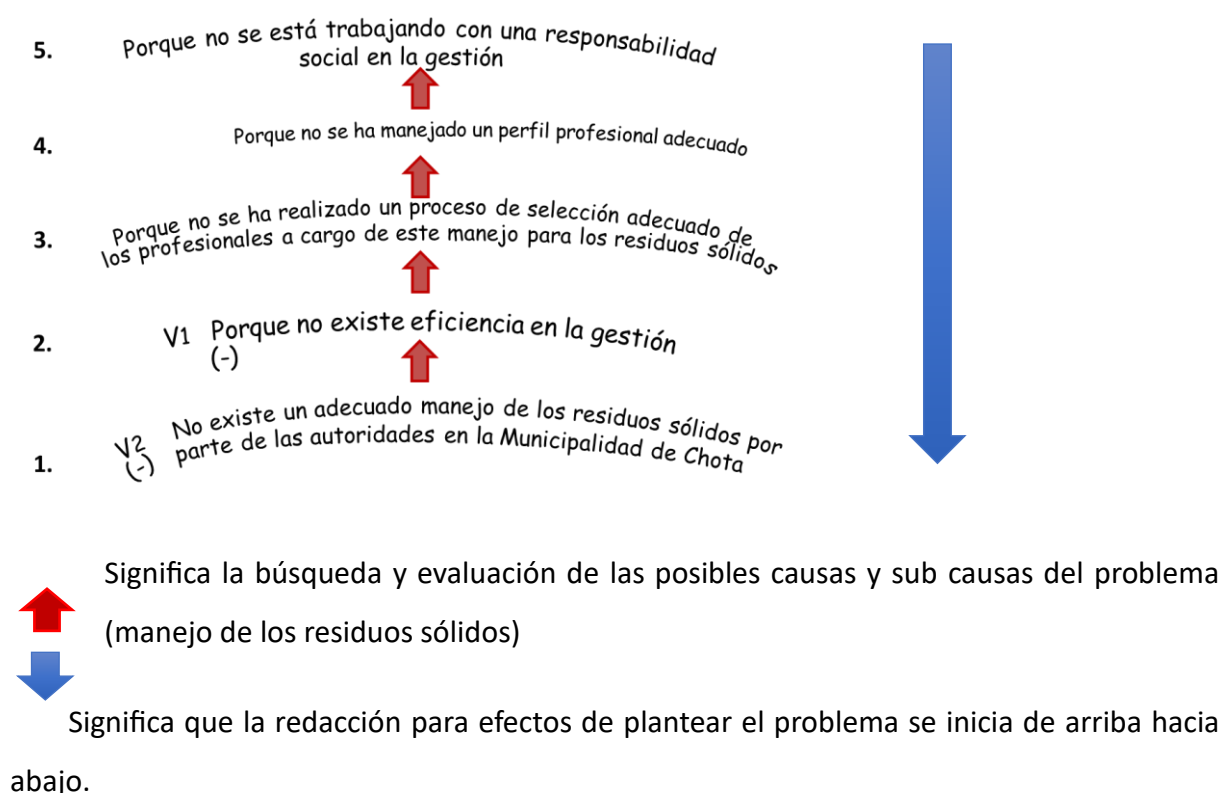 5. Porque no se está trabajando con una responsabilidad
social en la gestión
4. Porque no se ha manejado un perfil profesional adecuado
3. Porque no se ha realizado un proceso de selección adecuado de
los profesionales a cargo de este manejo para los residuos sólidos
2. V1 Porque no existe eficiencia en la gestión
(-)
V2 No existe un adecuado manejo de los residuos sólidos por
1. (-) parte de las autoridades en la Municipalidad de Chota
Significa la búsqueda y evaluación de las posibles causas y sub causas del problema
(manejo de los residuos sólidos)
Significa que la redacción para efectos de plantear el problema se inicia de arriba hacia
abajo.